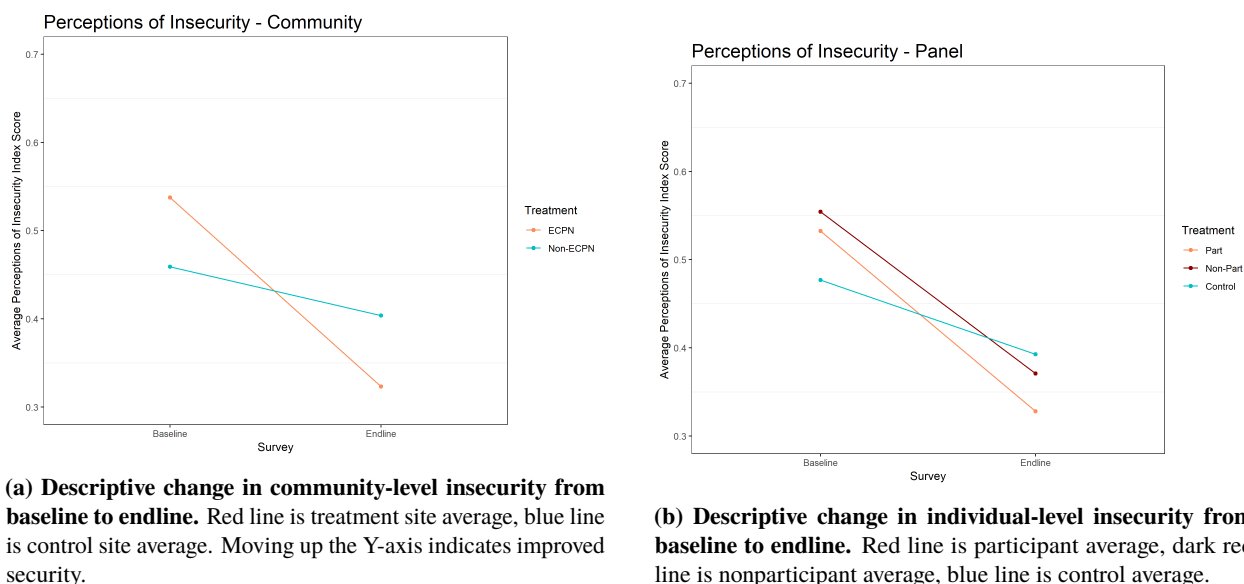 Perceptions of Insecurity - Community
Average Perceptions of Insecurity Index Score
0.7
0.6
0.5
0.4
0.3
Baseline
Endline
Survey
Treatment
ECPN
Non-ECPN
(a) Descriptive change in community-level insecurity from
baseline to endline. Red line is treatment site average, blue line
is control site average. Moving up the Y-axis indicates improved
security.
Perceptions of Insecurity - Panel
Average Perceptions of Insecurity Index Score
0.7
0.6
0.5
0.4
0.3
Baseline
Endline
Survey
Treatment
Part
Non-Part
Control
(b) Descriptive change in individual-level insecurity from
baseline to endline. Red line is participant average, dark red
line is nonparticipant average, blue line is control average.